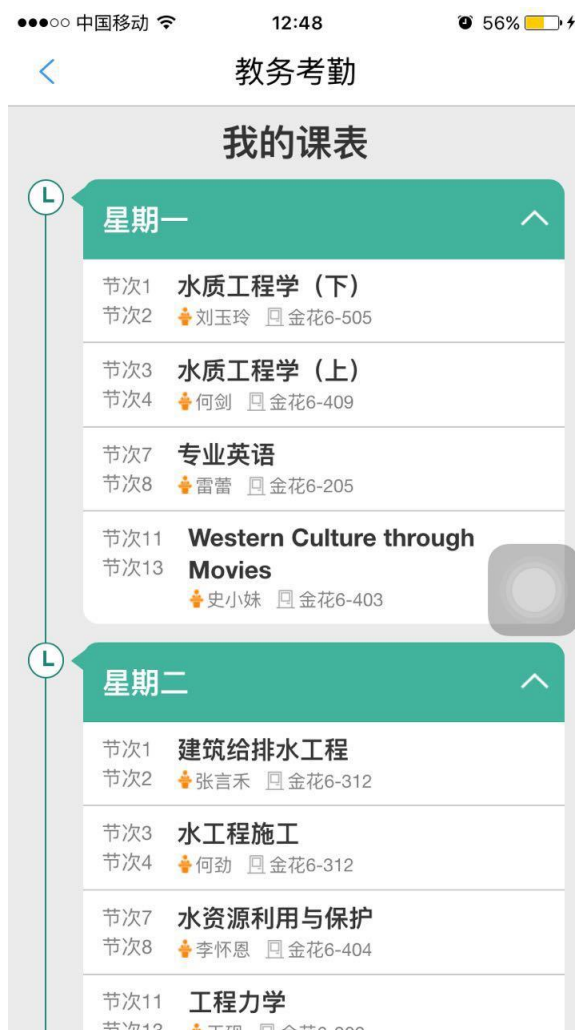 中国移动 12:48 56%
教务考勤
我的课表
星期一
节次1 水质工程学（下）
节次2 刘玉玲 金花6-505
节次3 水质工程学（上）
节次4 何剑 金花6-409
节次7 专业英语
节次8 雷蕾 金花6-205
节次11 Western Culture through
节次13 Movies
史小妹 金花6-403
星期二
节次1 建筑给排水工程
节次2 张言禾 金花6-312
节次3 水工程施工
节次4 何劲 金花6-312
节次7 水资源利用与保护
节次8 李怀恩 金花6-404
节次11 工程力学